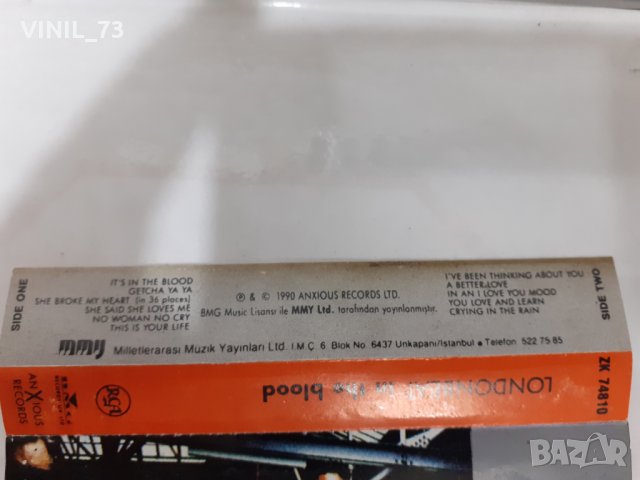 VINIL_73
SIDE ONE
IT'S IN THE BLOOD
GETCHA YA YA
SHE BROKE MY HEART (in 36 places)
SHE SAID SHE LOVES ME
NO WOMAN NO CRY
THIS IS YOUR LIFE
℗ & © 1990 ANXIOUS RECORDS LTD.
BMG Music Lisansı ile MMY Ltd. tarafından yayınlanmıştır.
I'VE BEEN THINKING ABOUT YOU
A BETTER LOVE
IN AN I LOVE YOU MOOD
YOU LOVE AND LEARN
CRYING IN THE RAIN
SIDE TWO
mmy Milletlerarası Müzik Yayınları Ltd. İ.M.Ç. 6. Blok No. 6437 Unkapanı/İstanbul • Telefon 522 75 85
ANXIOUS
RECORDS
RCA
LONDONBEAT in the blood
ZK 74810
BAZAR